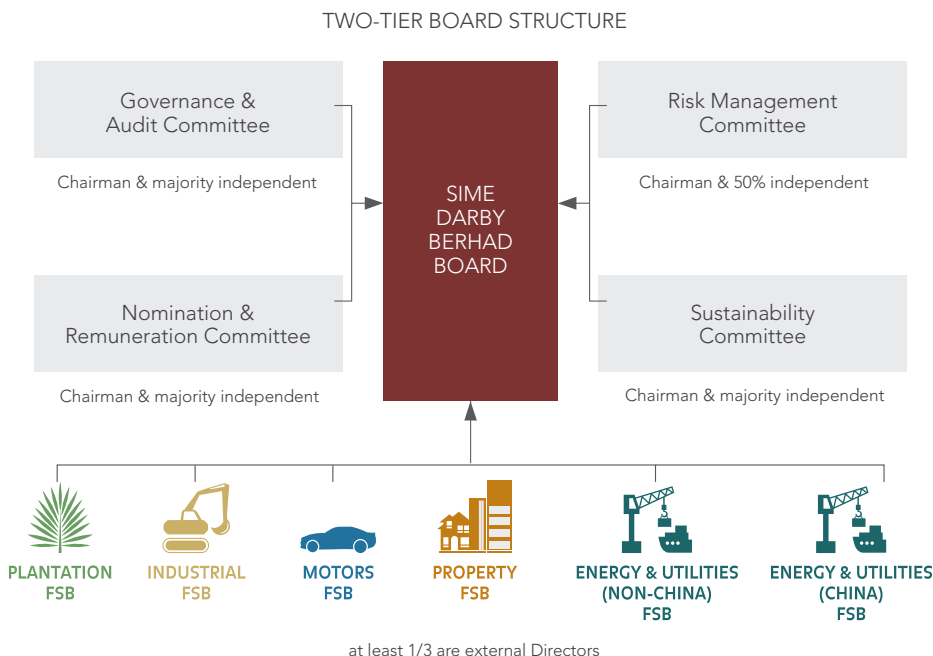 TWO-TIER BOARD STRUCTURE
Governance &
Audit Committee
Chairman & majority independent
Nomination &
Remuneration Committee
Chairman & majority independent
SIME
DARBY
BERHAD
BOARD
Risk Management
Committee
Chairman & 50% independent
Sustainability
Committee
Chairman & majority independent
PLANTATION
FSB
INDUSTRIAL
FSB
MOTORS
FSB
PROPERTY
FSB
ENERGY & UTILITIES
(NON-CHINA)
FSB
ENERGY & UTILITIES
(CHINA)
FSB
at least 1/3 are external Directors